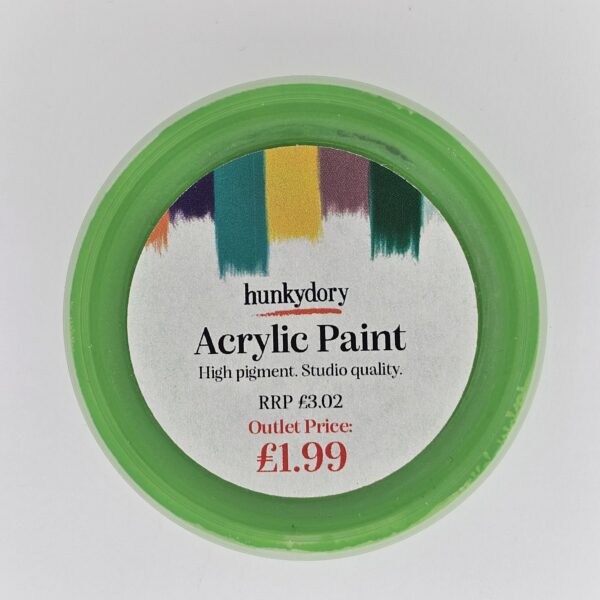 hunkydory
Acrylic Paint
High pigment. Studio quality.
RRP £3.02
Outlet Price:
£1.99